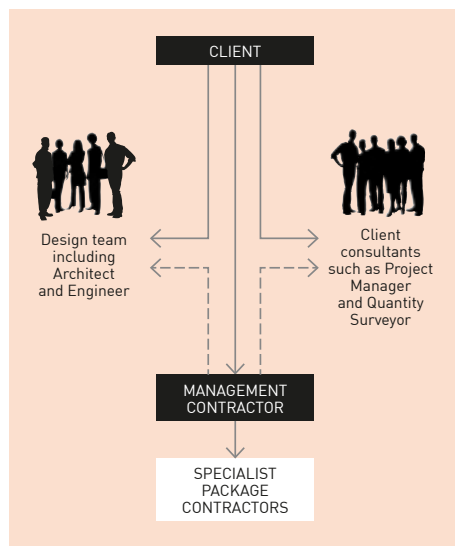 CLIENT
Design team
including
Architect
and Engineer
Client
consultants
such as Project
Manager
and Quantity
Surveyor
MANAGEMENT
CONTRACTOR
SPECIALIST
PACKAGE
CONTRACTORS